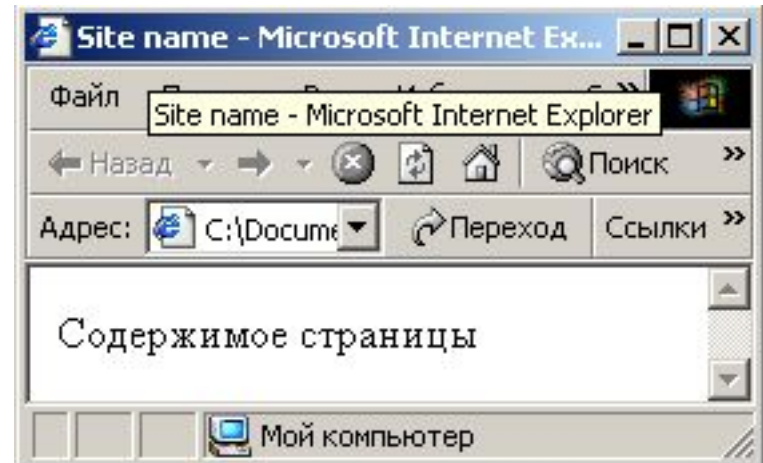 Site name - Microsoft Internet Ex...
Файл
Site name - Microsoft Internet Explorer
Назад Поиск »
Адрес: C:\Docume Переход Ссылки »
Содержимое страницы
Мой компьютер